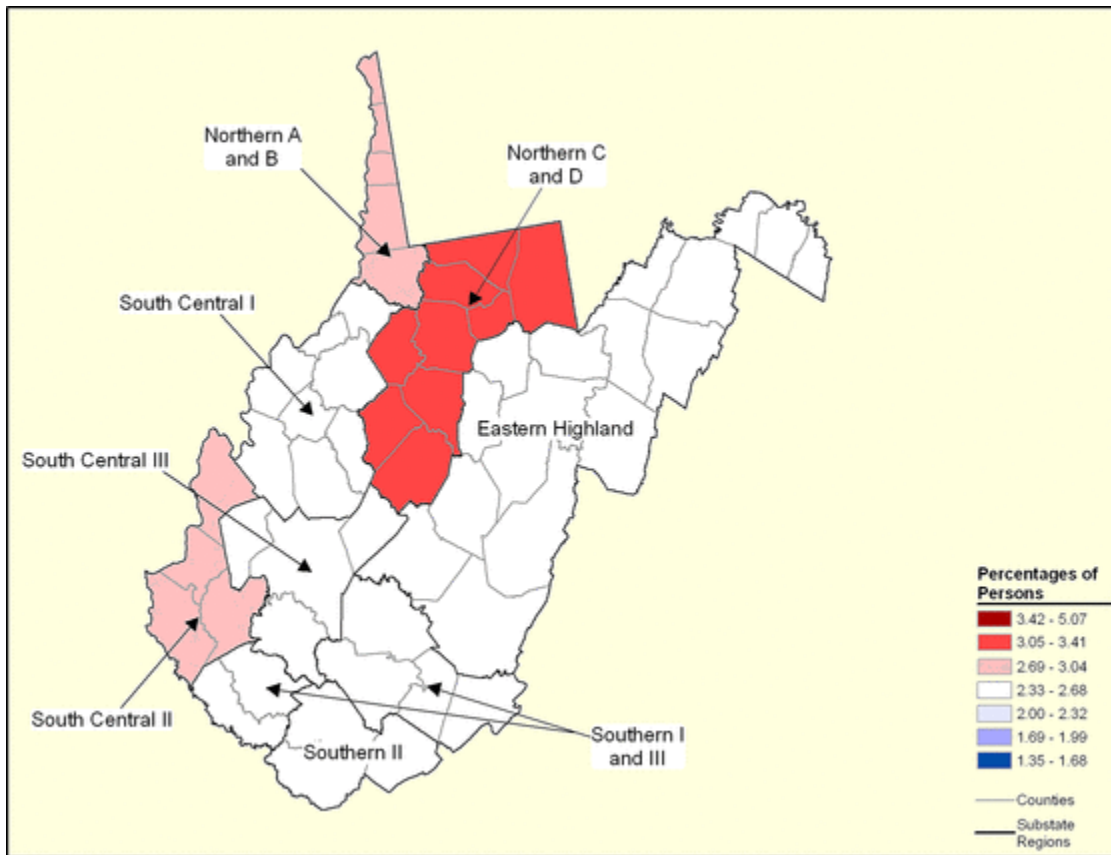 Northern A
and B
Northern C
and D
South Central I
Eastern Highland
South Central III
South Central II
Southern II
Southern I
and III
Percentages of
Persons
3.42 - 5.07
3.05 - 3.41
2.69 - 3.04
2.33 - 2.68
2.00 - 2.32
1.69 - 1.99
1.35 - 1.68
Counties
Substate
Regions